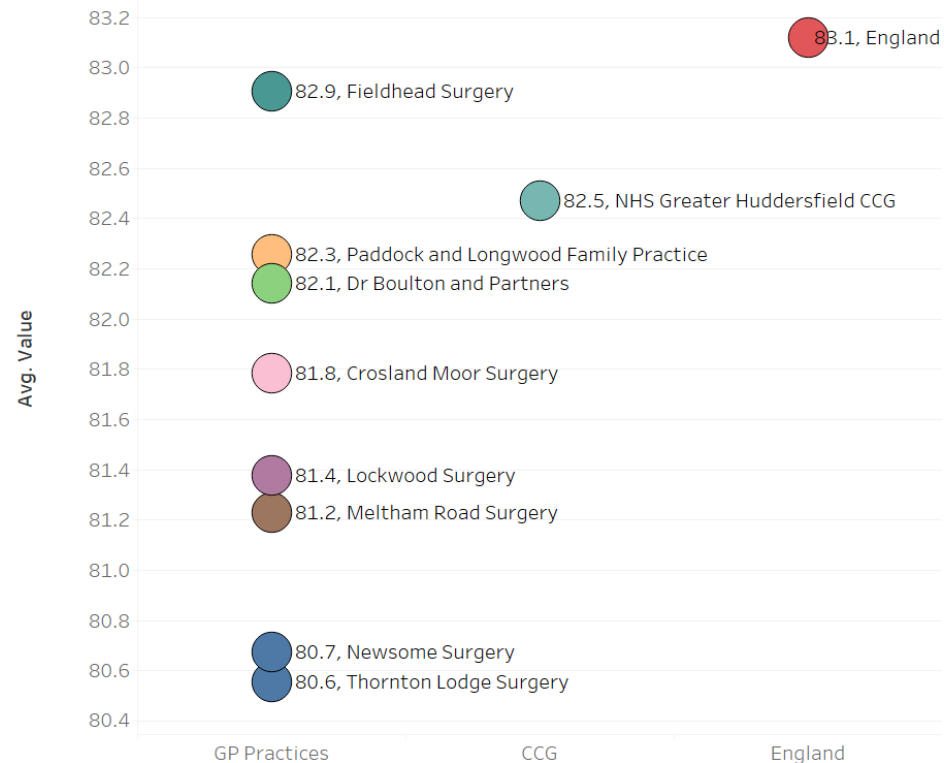 83.2
83.1, England
83.0
82.9, Fieldhead Surgery
82.8
82.6
82.5, NHS Greater Huddersfield CCG
82.4
82.3, Paddock and Longwood Family Practice
82.2
82.1, Dr Boulton and Partners
82.0
Avg. Value
81.8
81.8, Crosland Moor Surgery
81.6
81.4
81.4, Lockwood Surgery
81.2
81.2, Meltham Road Surgery
81.0
80.8
80.7, Newsome Surgery
80.6
80.6, Thornton Lodge Surgery
80.4
GP Practices
CCG
England